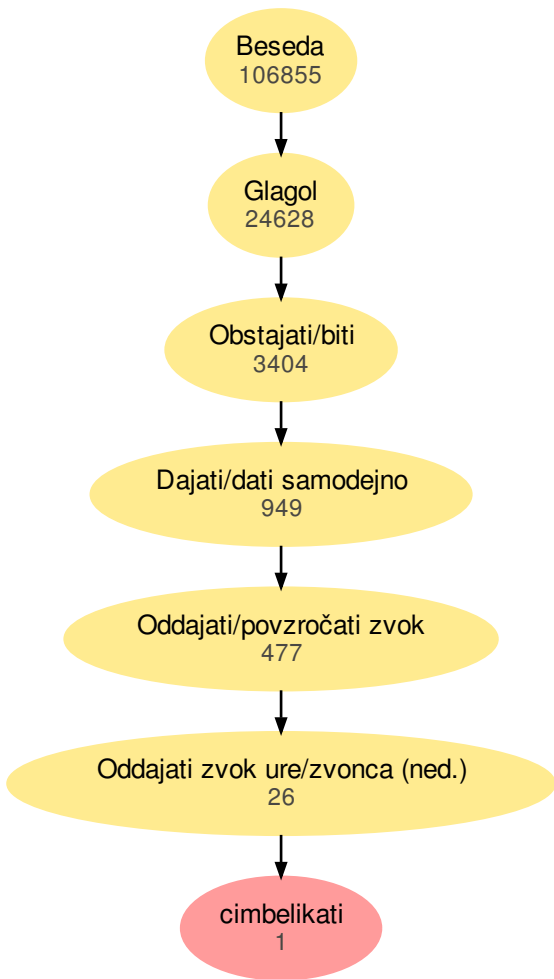 Beseda
106855
Glagol
24628
Obstajati/biti
3404
Dajati/dati samodejno
949
Oddajati/povzročati zvok
477
Oddajati zvok ure/zvonca (ned.)
26
cimbelikati
1